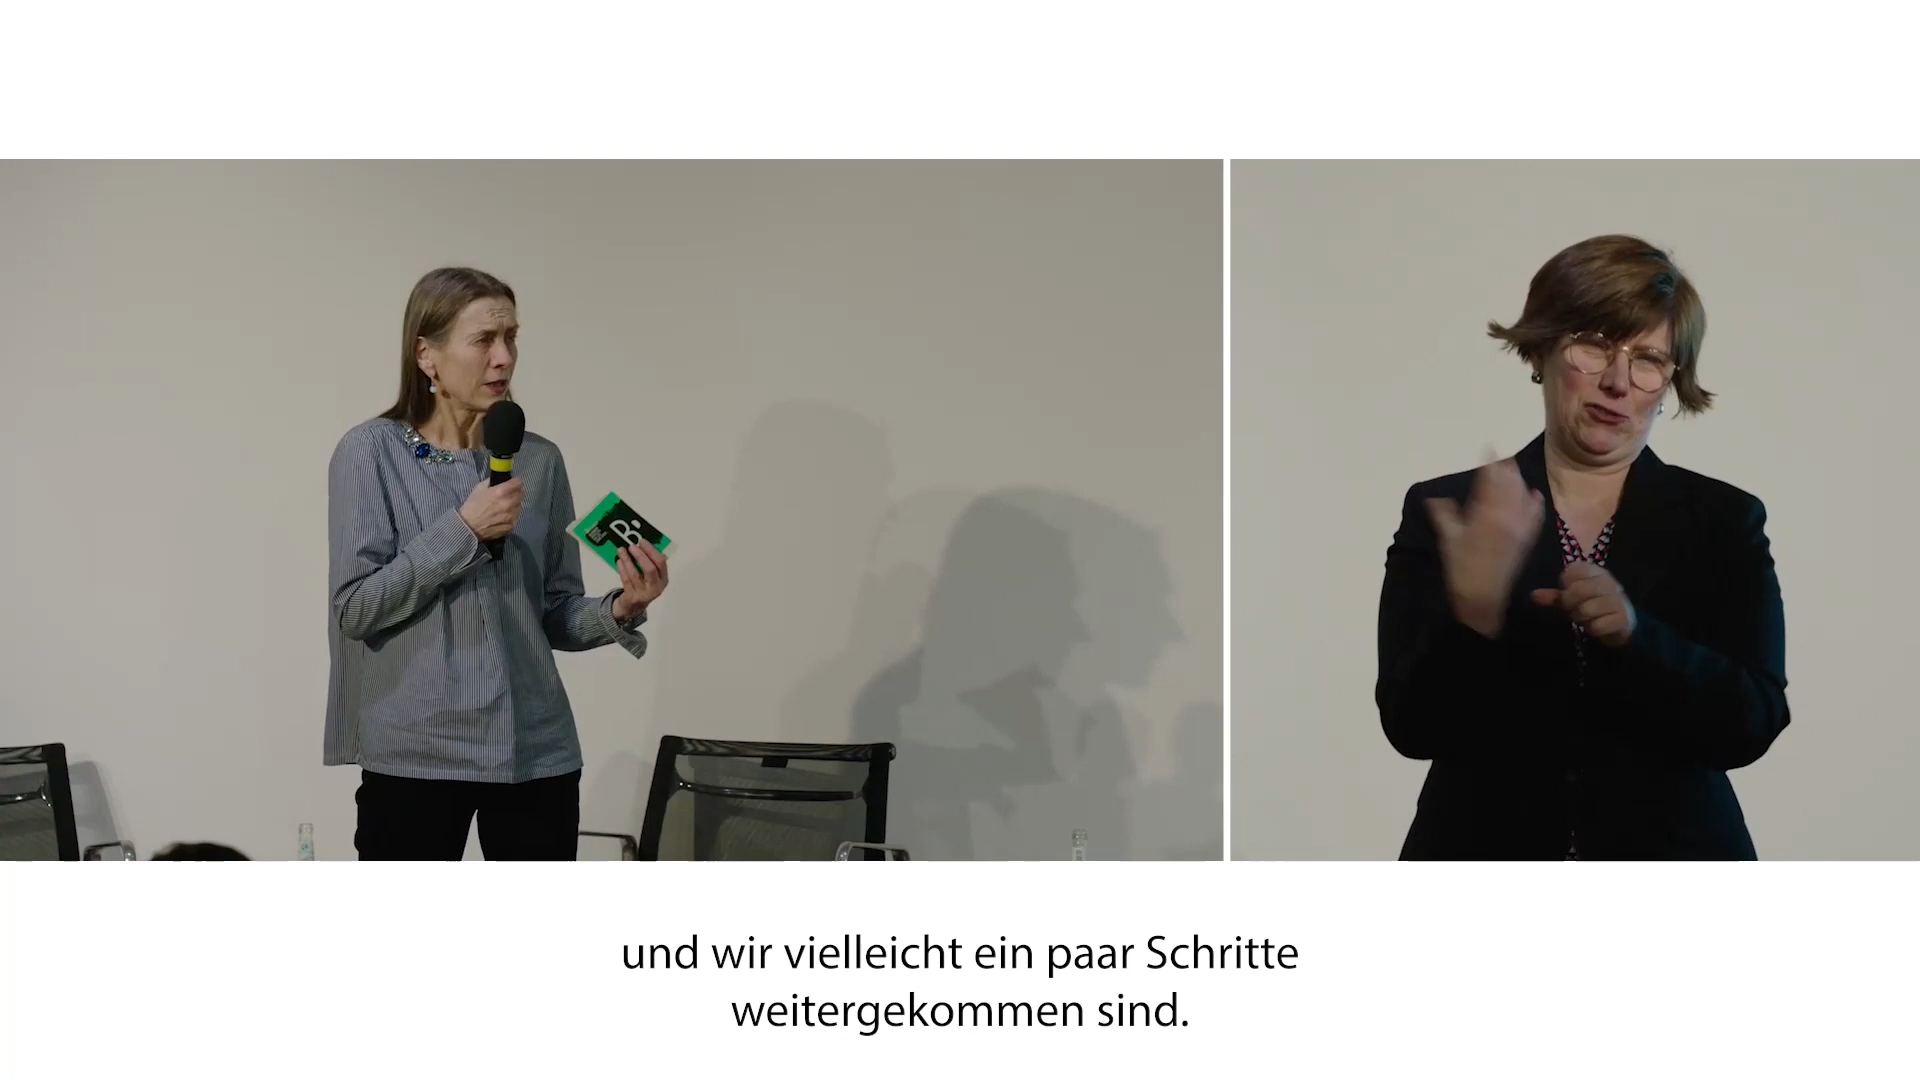 B
und wir vielleicht ein paar Schritte
weitergekommen sind.